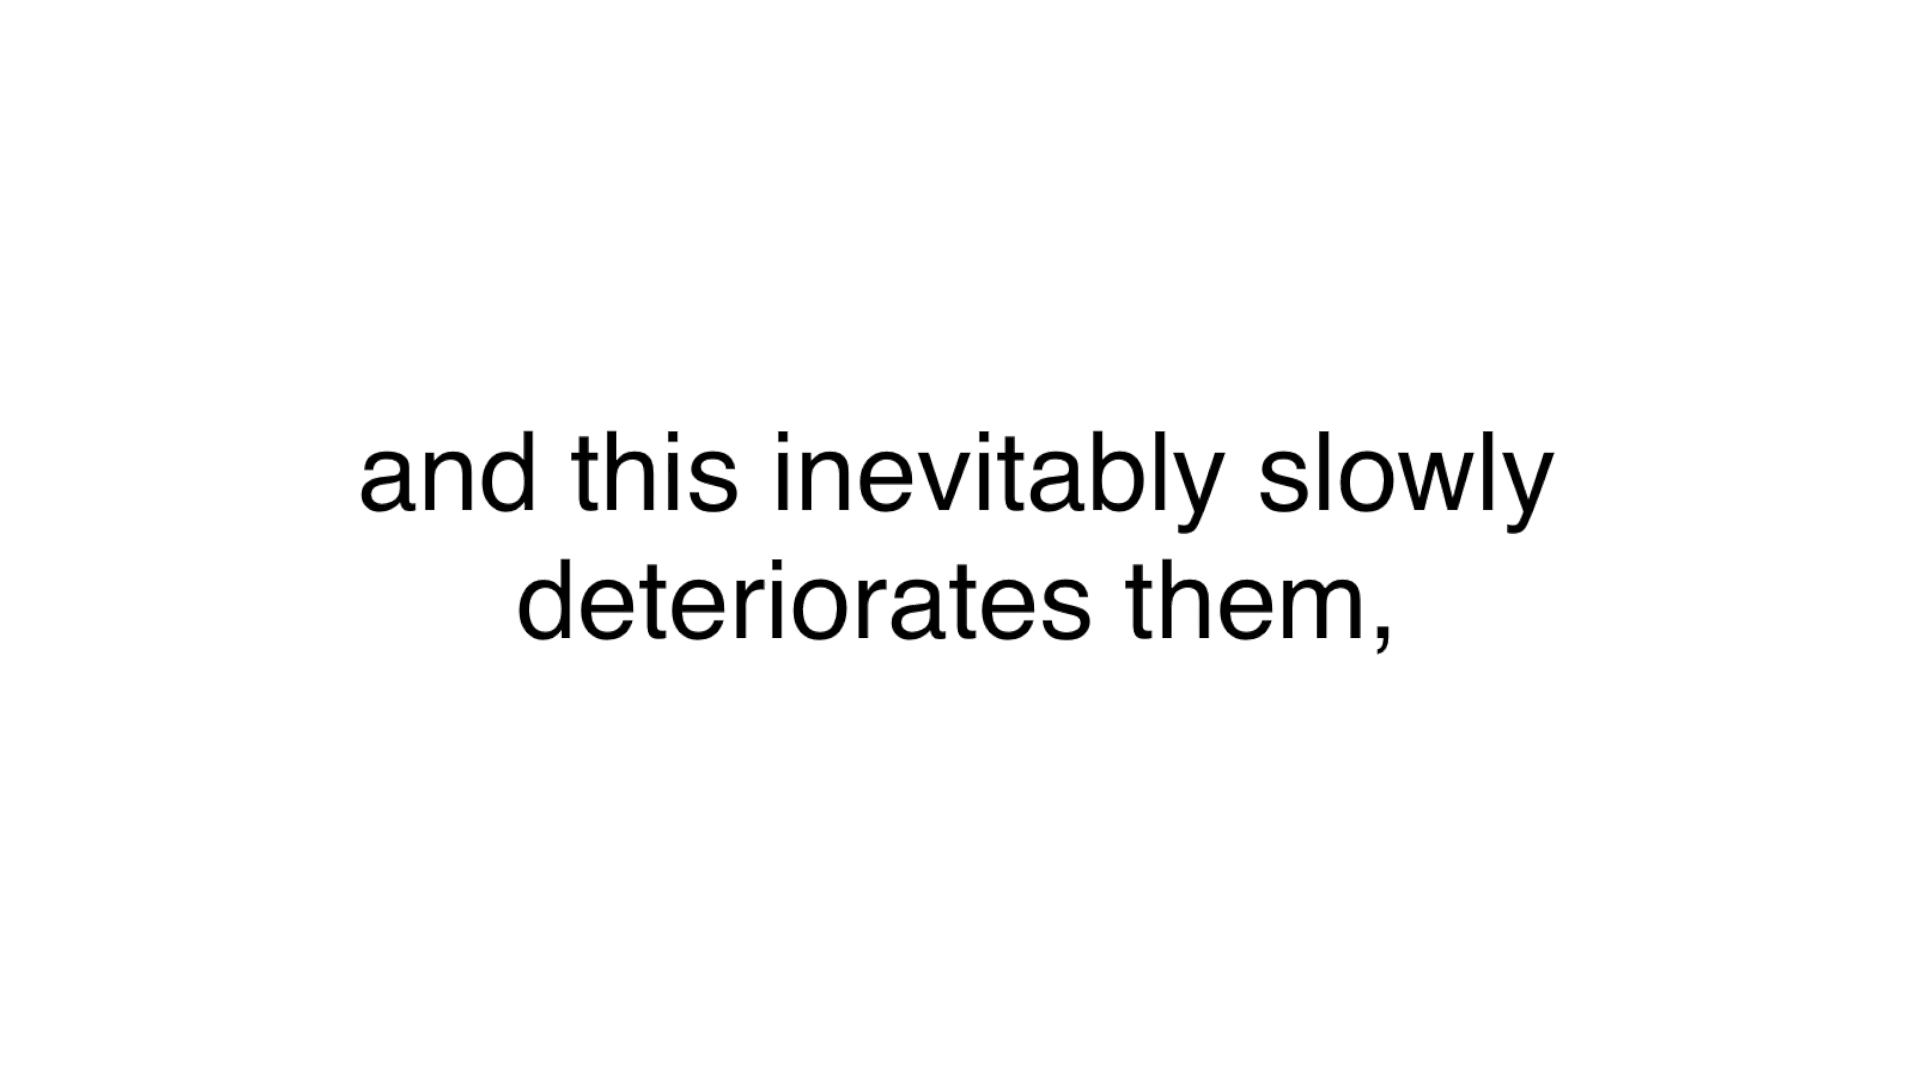 and this inevitably slowly
deteriorates them,